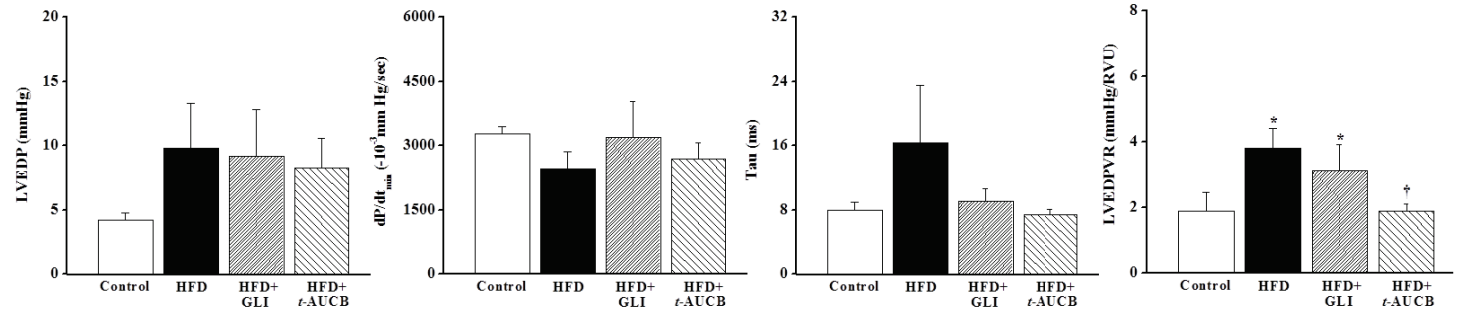 LVEDP (mmHg)
20
15
10
5
0
Control
HFD
HFD+
GLI
HFD+
t-AUCB
dP/dtmin (-10-3mm Hg/sec)
6000
4500
3000
1500
0
Control
HFD
HFD+
GLI
HFD+
t-AUCB
Tau (ms)
32
24
16
8
0
Control
HFD
HFD+
GLI
HFD+
t-AUCB
LVEDPVR (mmHg/RVU)
8
6
4
2
0
*
*
†
Control
HFD
HFD+
GLI
HFD+
t-AUCB